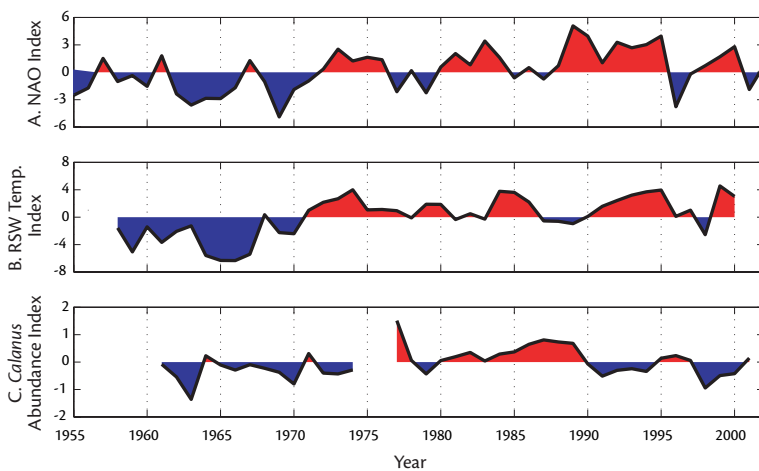 A. NAO Index
6
3
0
-3
-6
B. RSW Temp.
Index
8
4
0
-4
-8
C. Calanus
Abundance Index
2
1
0
-1
-2
1955 1960 1965 1970 1975 1980 1985 1990 1995 2000
Year